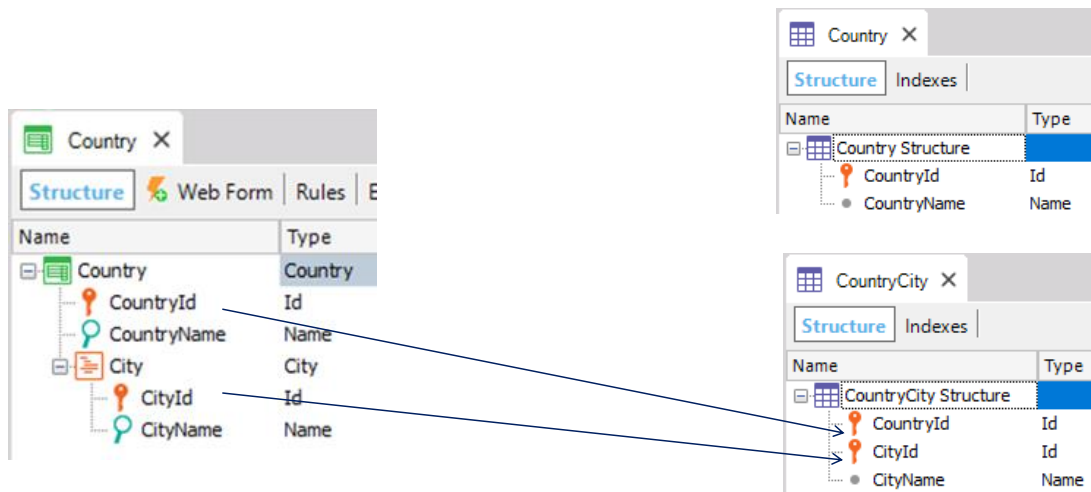 Country
Structure Web Form Rules E
Name Type
Country Country
CountryId Id
CountryName Name
City City
CityId Id
CityName Name
Country
Structure Indexes
Name Type
Country Structure
CountryId Id
CountryName Name
CountryCity
Structure Indexes
Name Type
CountryCity Structure
CountryId Id
CityId Id
CityName Name